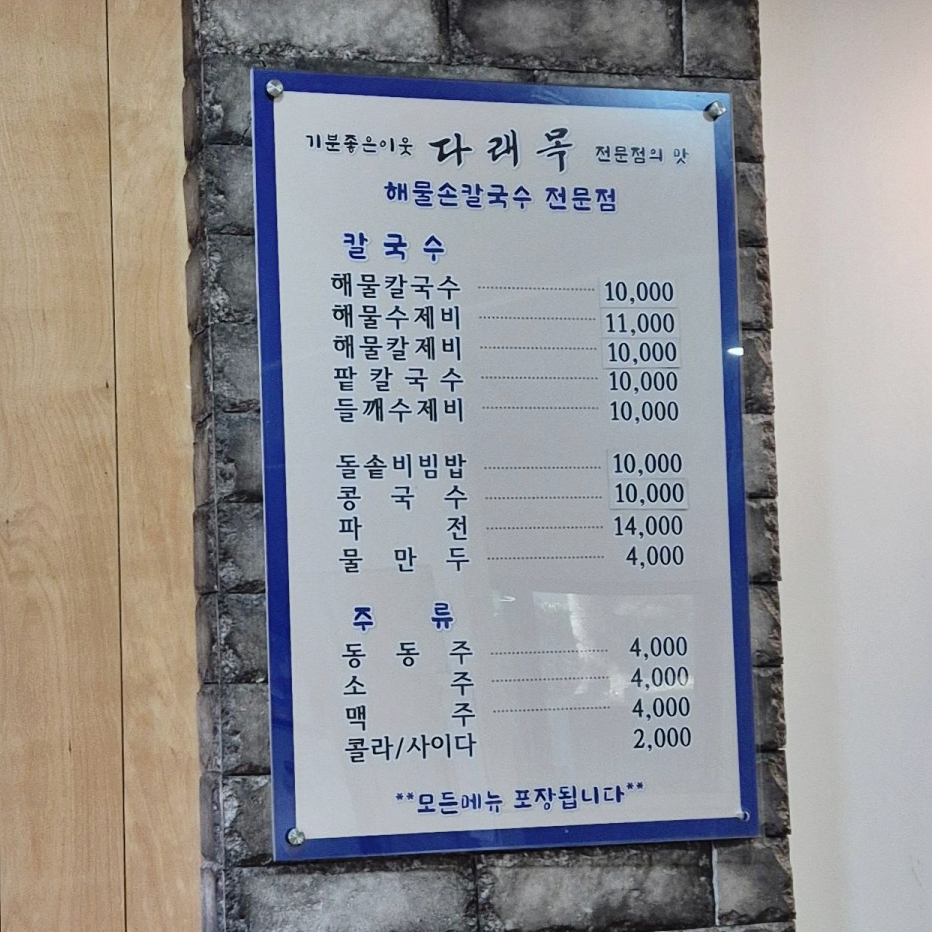 기분좋은이웃 다래목 전문점의 맛
해물손칼국수 전문점
칼국수
해물칼국수 10,000
해물수제비 11,000
해물칼제비 10,000
팥칼국수 10,000
들깨수제비 10,000
돌솥비빔밥 10,000
콩국수 10,000
파전 14,000
물만두 4,000
주류
동동주 4,000
소주 4,000
맥주 4,000
콜라/사이다 2,000
**모든메뉴 포장됩니다**